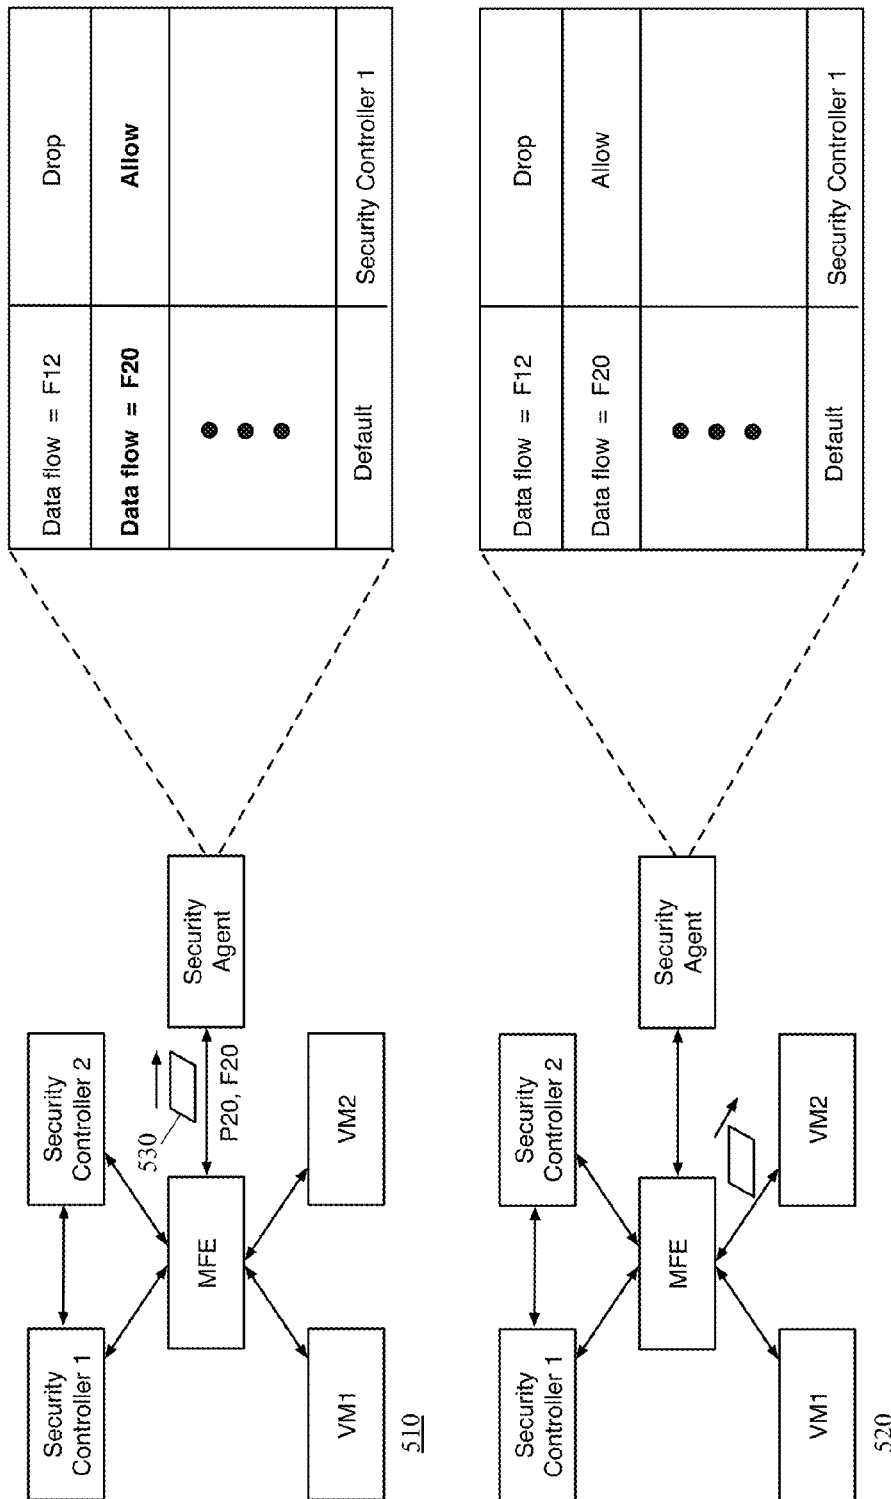 Security
Controller 1
Security
Controller 2
530
MFE
P20, F20
Security
Agent
VM1
VM2
510
Data flow = F12
Drop
Data flow = F20
Allow
Default
Security Controller 1
Security
Controller 1
Security
Controller 2
MFE
Security
Agent
VM1
VM2
520
Data flow = F12
Drop
Data flow = F20
Allow
Default
Security Controller 1